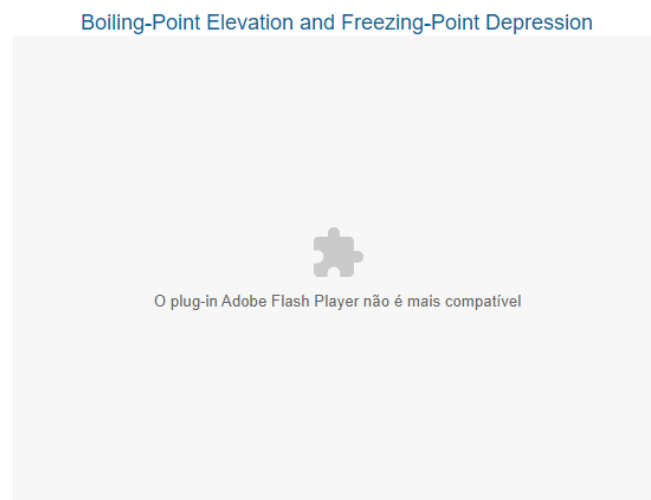 Boiling-Point Elevation and Freezing-Point Depression
O plug-in Adobe Flash Player não é mais compatível